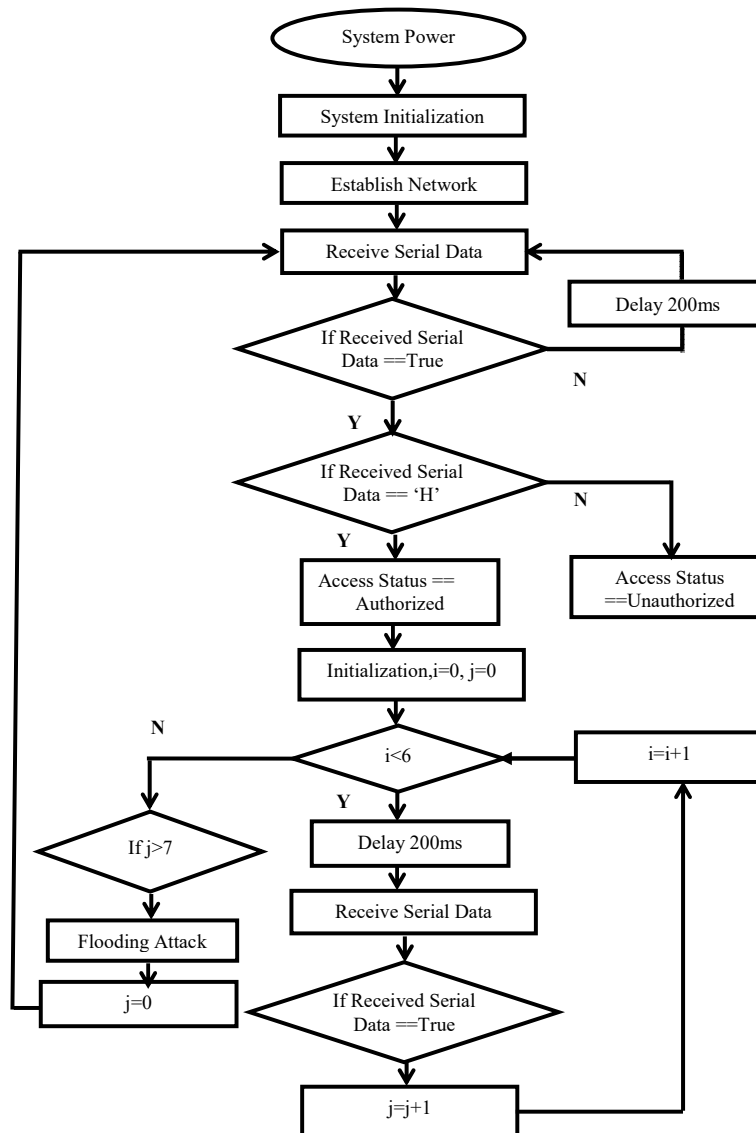 System Power
System Initialization
Establish Network
Receive Serial Data
Delay 200ms
If Received Serial
Data ==True
N
Y
If Received Serial
Data == ‘H’
N
Y
Access Status ==
Authorized
Access Status
==Unauthorized
Initialization,i=0, j=0
N
i<6
i=i+1
Y
Delay 200ms
If j>7
Receive Serial Data
Flooding Attack
j=0
If Received Serial
Data ==True
j=j+1